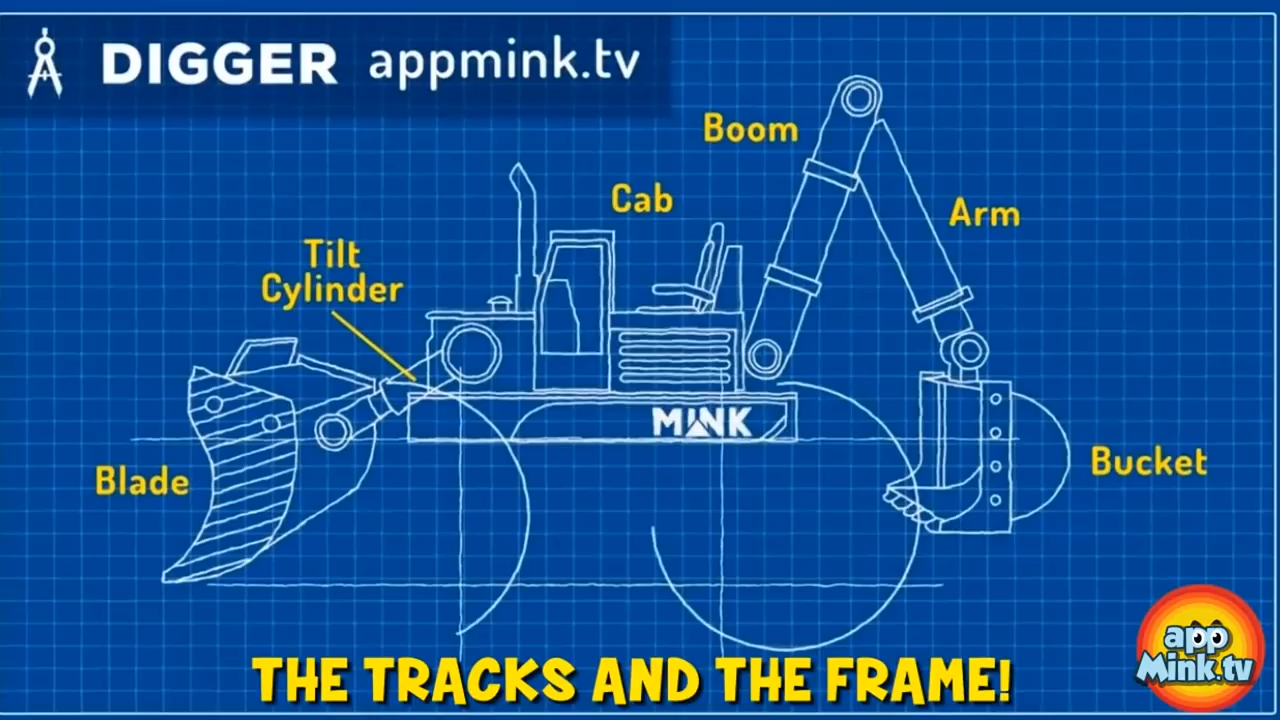 DIGGER appmink.tv
Boom
Cab
Arm
Tilt
Cylinder
MINK
Blade
Bucket
THE TRACKS AND THE FRAME!
app
Mink.tv